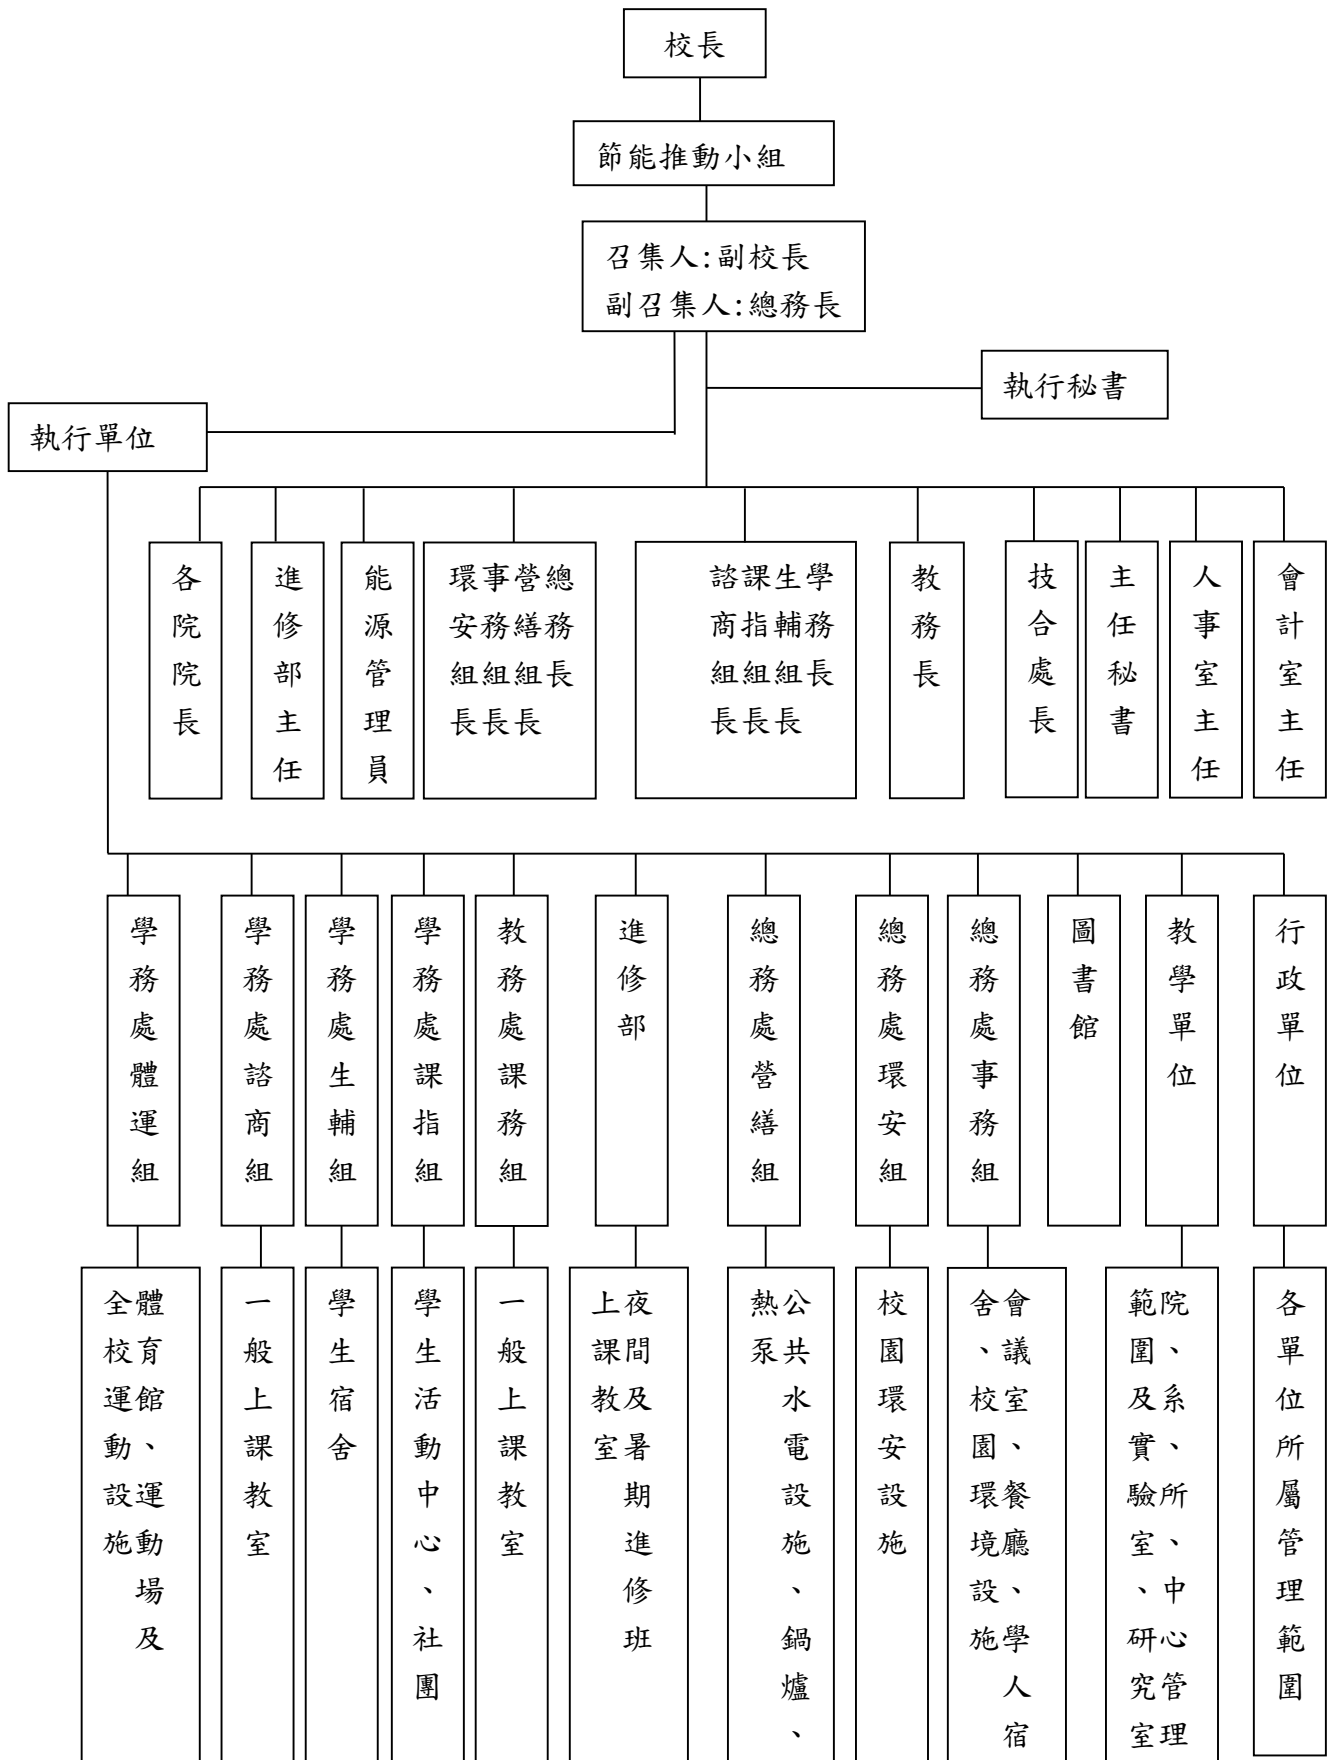 校長
節能推動小組
召集人:副校長
副召集人:總務長
執行秘書
執行單位
各院院長
進修部主任
能源管理員
總務長
營繕組長
事務組長
環安組長
學務長
生輔組長
課指組長
諮商組長
教務長
技合處長
主任秘書
人事室主任
會計室主任
學務處體運組
學務處諮商組
學務處生輔組
學務處課指組
教務處課務組
進修部
總務處營繕組
總務處環安組
總務處事務組
圖書館
教學單位
行政單位
體育館、運動場及
全校運動設施
一般上課教室
學生宿舍
學生活動中心、社團
一般上課教室
夜間及暑期進修班
上課教室
公共水電設施、鍋爐、
熱泵
校園環安設施
會議室、餐廳、學人宿
舍、校園環境設施
院、系、所、中心管理
範圍及實驗室、研究室
各單位所屬管理範圍